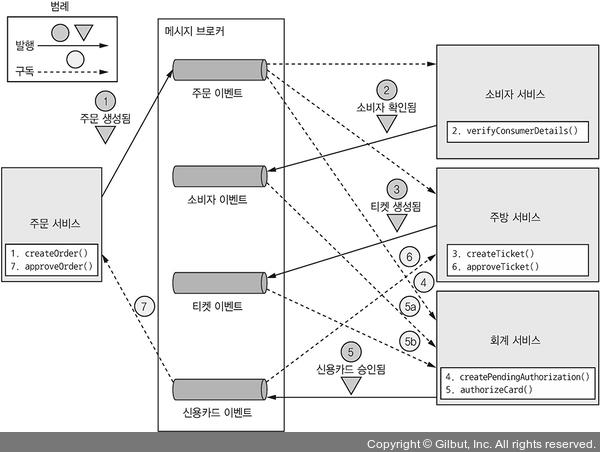 범례
발행
구독
메시지 브로커
주문 이벤트
소비자 이벤트
티켓 이벤트
신용카드 이벤트
1
주문 생성됨
주문 서비스
1. createOrder()
7. approveOrder()
2
소비자 확인됨
소비자 서비스
2. verifyConsumerDetails()
3
티켓 생성됨
주방 서비스
3. createTicket()
6. approveTicket()
6
4
5a
5b
7
5
신용카드 승인됨
회계 서비스
4. createPendingAuthorization()
5. authorizeCard()
Copyright © Gilbut, Inc. All rights reserved.